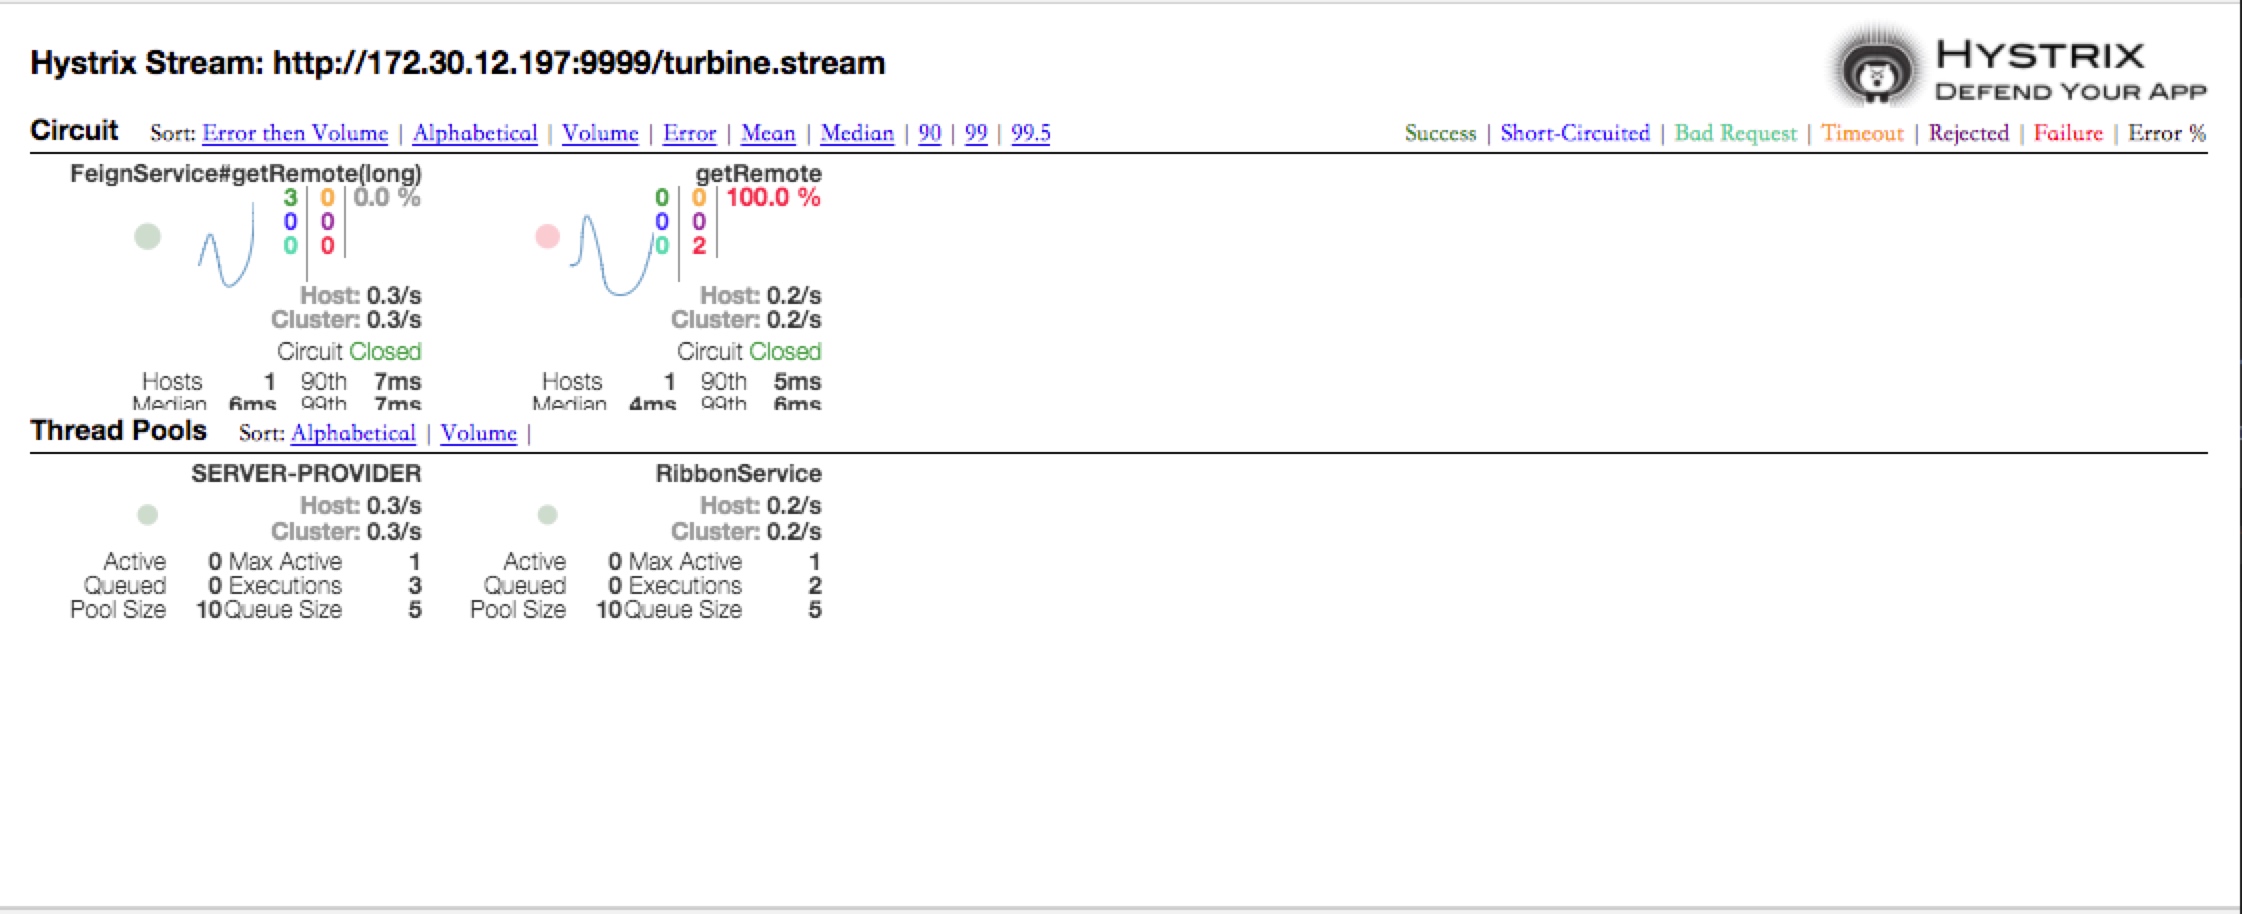 Hystrix Stream: http://172.30.12.197:9999/turbine.stream
HYSTRIX
DEFEND YOUR APP
Circuit Sort: Error then Volume | Alphabetical | Volume | Error | Mean | Median | 90 | 99 | 99.5
Success | Short-Circuited | Bad Request | Timeout | Rejected | Failure | Error %
FeignService#getRemote(long)
3 0 0.0 %
0 0
0 0
Host: 0.3/s
Cluster: 0.3/s
Circuit Closed
Hosts 1 90th 7ms
Median 6ms 99th 7ms
getRemote
0 0 100.0 %
0 0
0 2
Host: 0.2/s
Cluster: 0.2/s
Circuit Closed
Hosts 1 90th 5ms
Median 4ms 99th 6ms
Thread Pools Sort: Alphabetical | Volume |
SERVER-PROVIDER
Host: 0.3/s
Cluster: 0.3/s
Active 0 Max Active 1
Queued 0 Executions 3
Pool Size 10 Queue Size 5
RibbonService
Host: 0.2/s
Cluster: 0.2/s
Active 0 Max Active 1
Queued 0 Executions 2
Pool Size 10 Queue Size 5